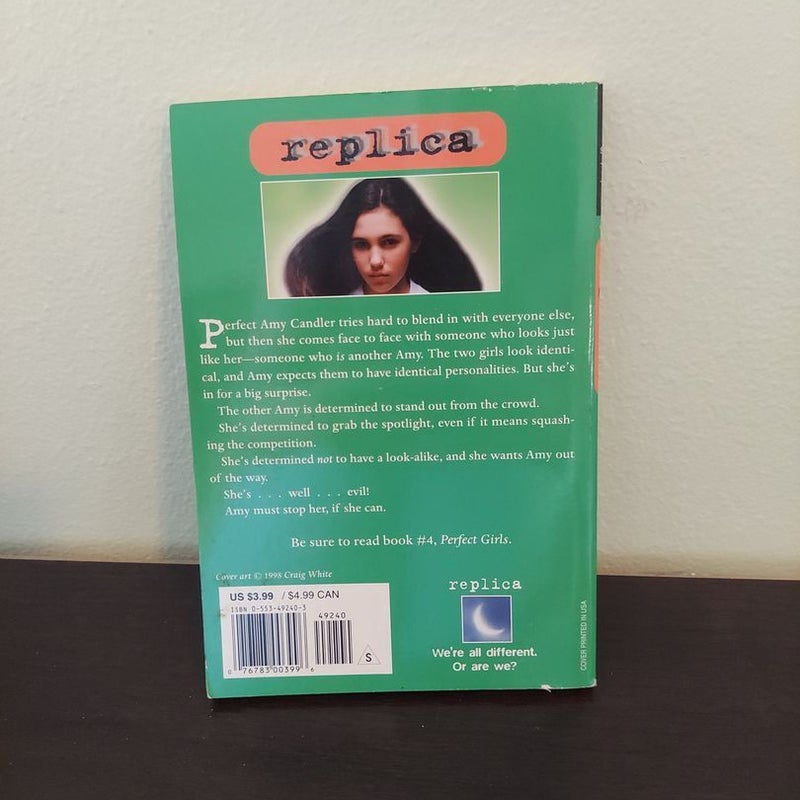 replica
Perfect Amy Candler tries hard to blend in with everyone else,
but then she comes face to face with someone who looks just
like her—someone who is another Amy. The two girls look identi-
cal, and Amy expects them to have identical personalities. But she's
in for a big surprise.
The other Amy is determined to stand out from the crowd.
She's determined to grab the spotlight, even if it means squash-
ing the competition.
She's determined not to have a look-alike, and she wants Amy out
of the way.
She's . . . well . . . evil!
Amy must stop her, if she can.
Be sure to read book #4, Perfect Girls.
Cover art © 1998 Craig White
US $3.99 / $4.99 CAN
ISBN 0-553-49240-3
49240
0 76783 00399 6
S
replica
We're all different.
Or are we?
COVER PRINTED IN USA